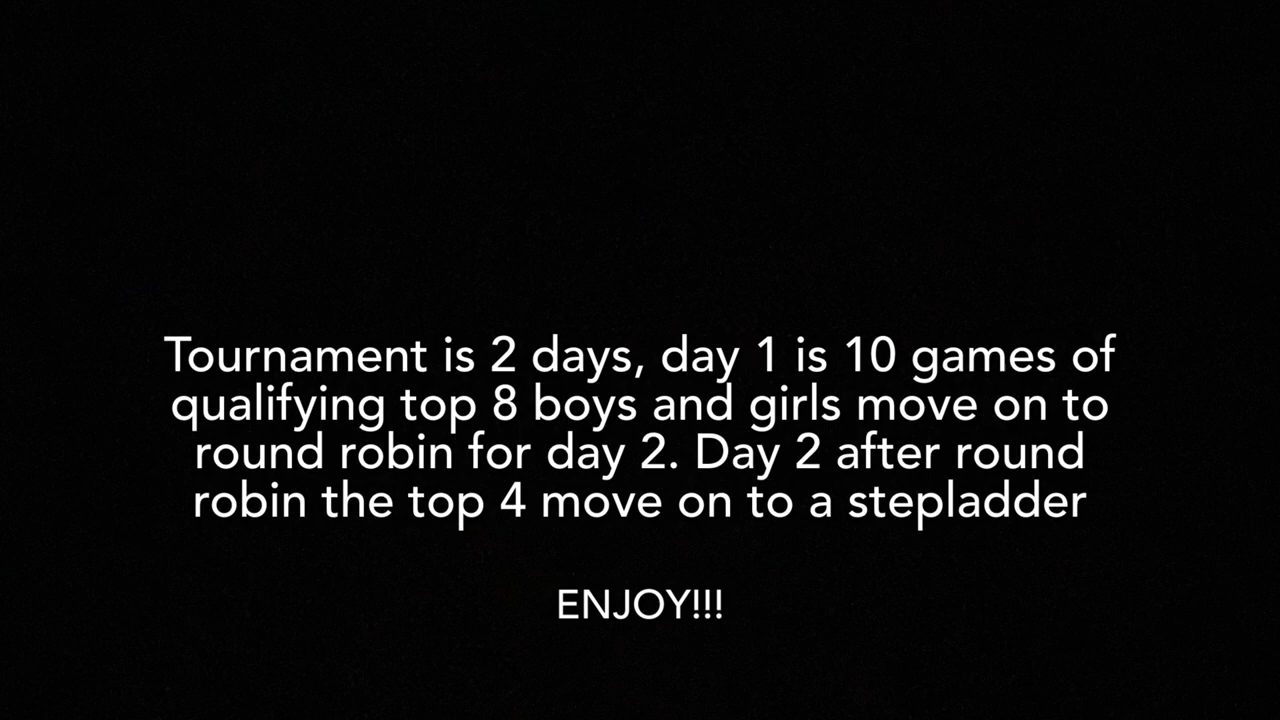 Tournament is 2 days, day 1 is 10 games of
qualifying top 8 boys and girls move on to
round robin for day 2. Day 2 after round
robin the top 4 move on to a stepladder
ENJOY!!!